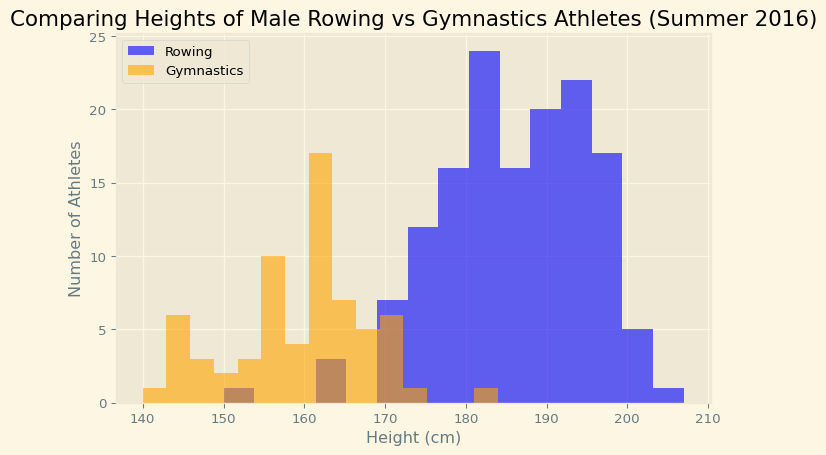 Comparing Heights of Male Rowing vs Gymnastics Athletes (Summer 2016)
Rowing
Gymnastics
Number of Athletes
25
20
15
10
5
0
140 150 160 170 180 190 200 210
Height (cm)